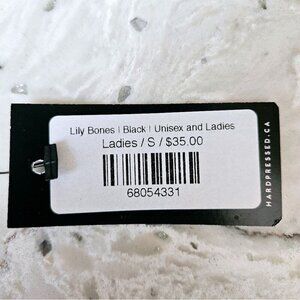 Lily Bones | Black | Unisex and Ladies
Ladies / S / $35.00
68054331
HARDPRESSED.CA